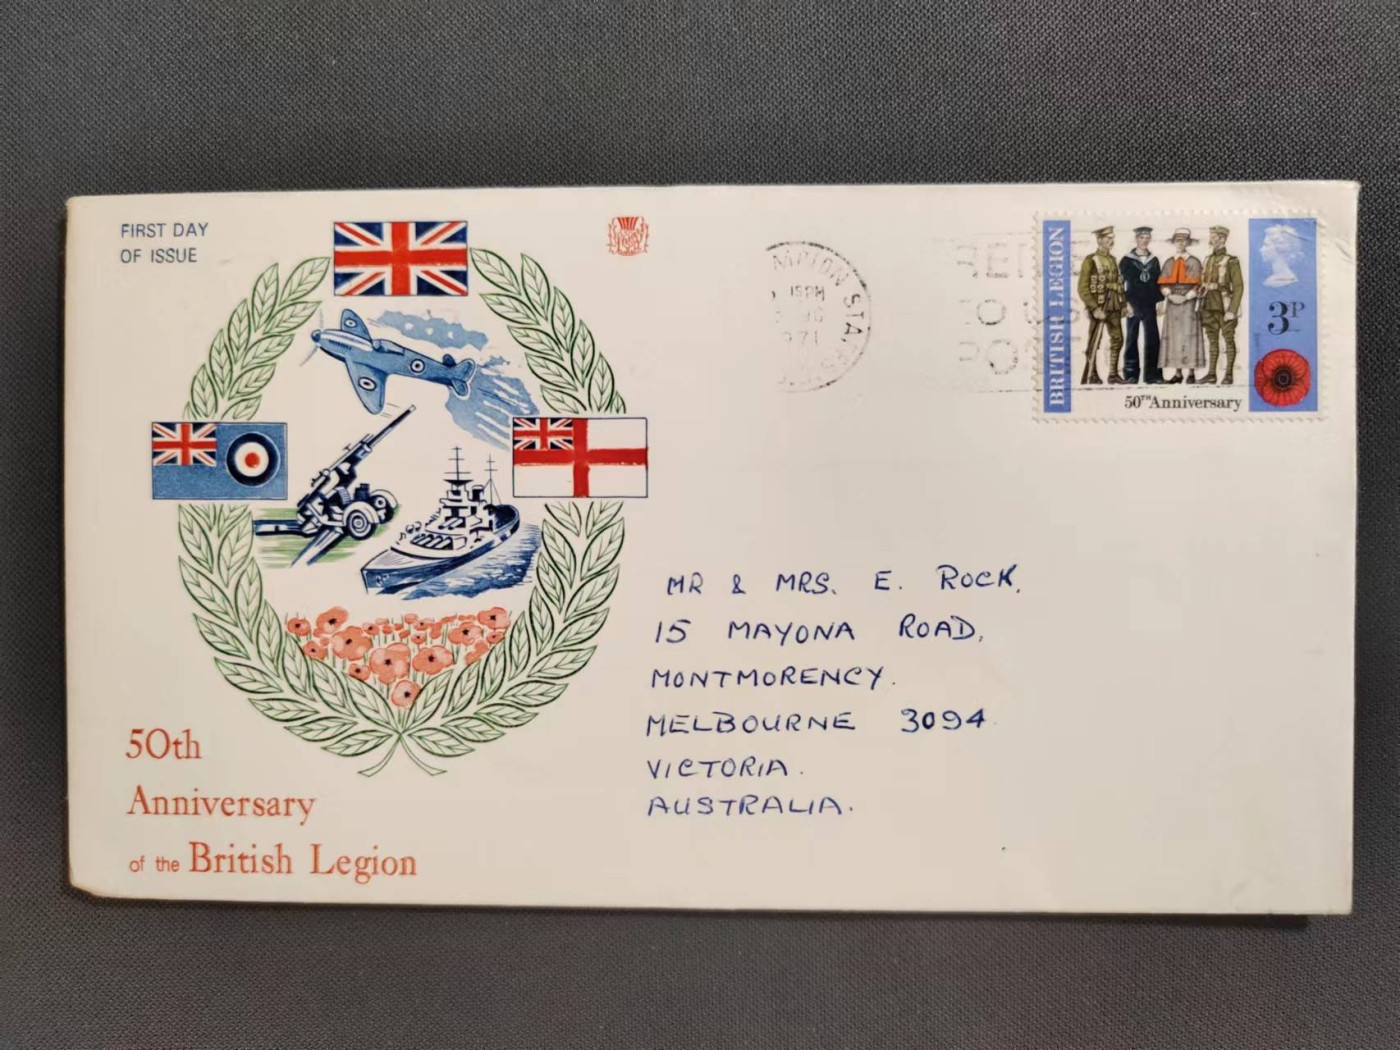 FIRST DAY
OF ISSUE
BRITISH LEGION
3P
50TH Anniversary
MR & MRS. E. ROCK.
15 MAYONA ROAD,
MONTMORENCY.
MELBOURNE 3094
VICTORIA.
AUSTRALIA.
50th
Anniversary
of the British Legion